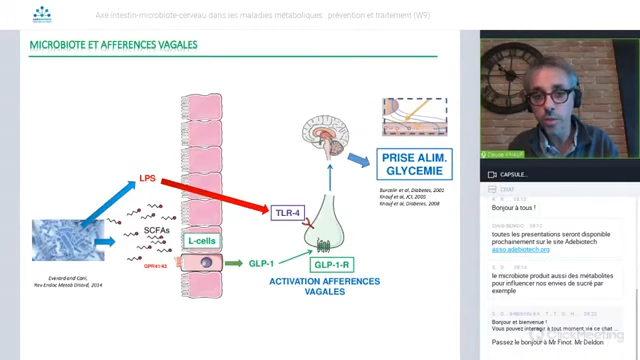 Axe intestin-microbiote-cerveau dans les maladies métaboliques : prévention et traitement (W9)
ADEBIOTECH
MICROBIOTE ET AFFERENCES VAGALES
LPS
SCFAs
GPR41/43
L-cells
GLP-1
TLR-4
GLP-1-R
ACTIVATION AFFERENCES
VAGALES
PRISE ALIM.
GLYCEMIE
Burcelin et al, Diabetes, 2001
Knauf et al, JCI, 2005
Knauf et al, Diabetes, 2008
Everard and Cani,
Rev Endoc Metab Disord, 2014
CAPSULE...
CHAT
Bonjour à tous !
toutes les présentations seront disponible
prochainement sur le site Adebiotech
asso.adebiotech.org
le microbiote produit aussi des métabolites
pour influencer nos envies de sucré par
exemple
Bonjour et bienvenue !
Vous pouvez interagir à tout moment via ce chat
Passez le bonjour à Mr Finot. Mr Deldon
ClickMeeting